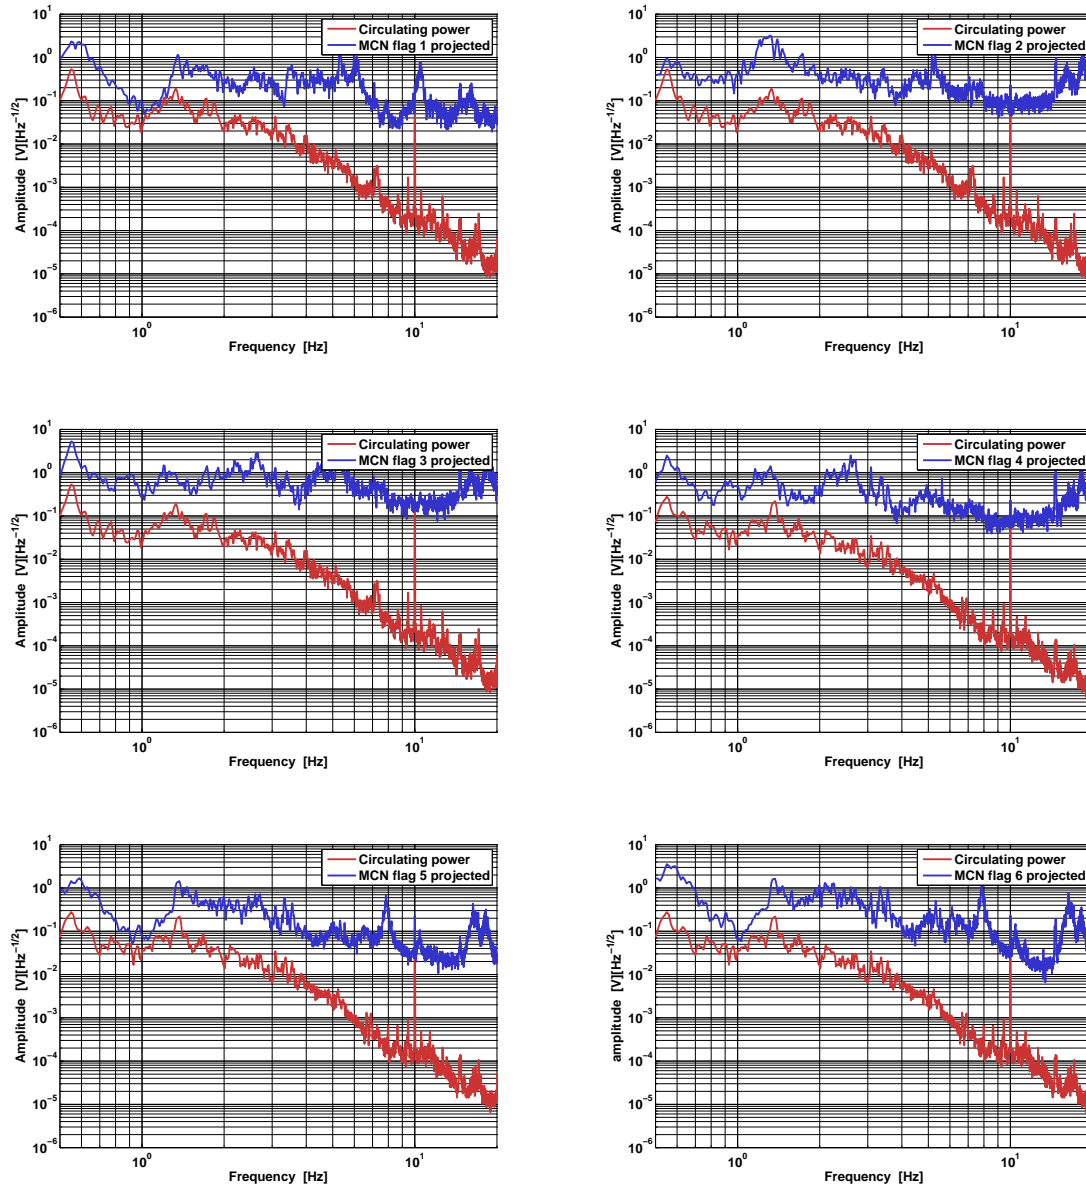 10¹
10⁰
10⁻¹
10⁻²
10⁻³
10⁻⁴
10⁻⁵
10⁻⁶
Amplitude [V][Hz⁻¹/²]
Circulating power
MCN flag 1 projected
10⁰
10¹
Frequency [Hz]
10¹
10⁰
10⁻¹
10⁻²
10⁻³
10⁻⁴
10⁻⁵
10⁻⁶
Amplitude [V][Hz⁻¹/²]
Circulating power
MCN flag 2 projected
10⁰
10¹
Frequency [Hz]
10¹
10⁰
10⁻¹
10⁻²
10⁻³
10⁻⁴
10⁻⁵
10⁻⁶
Amplitude [V][Hz⁻¹/²]
Circulating power
MCN flag 3 projected
10⁰
10¹
Frequency [Hz]
10¹
10⁰
10⁻¹
10⁻²
10⁻³
10⁻⁴
10⁻⁵
10⁻⁶
Amplitude [V][Hz⁻¹/²]
Circulating power
MCN flag 4 projected
10⁰
10¹
Frequency [Hz]
10¹
10⁰
10⁻¹
10⁻²
10⁻³
10⁻⁴
10⁻⁵
10⁻⁶
Amplitude [V][Hz⁻¹/²]
Circulating power
MCN flag 5 projected
10⁰
10¹
Frequency [Hz]
10¹
10⁰
10⁻¹
10⁻²
10⁻³
10⁻⁴
10⁻⁵
10⁻⁶
amplitude [V][Hz⁻¹/²]
Circulating power
MCN flag 6 projected
10⁰
10¹
Frequency [Hz]